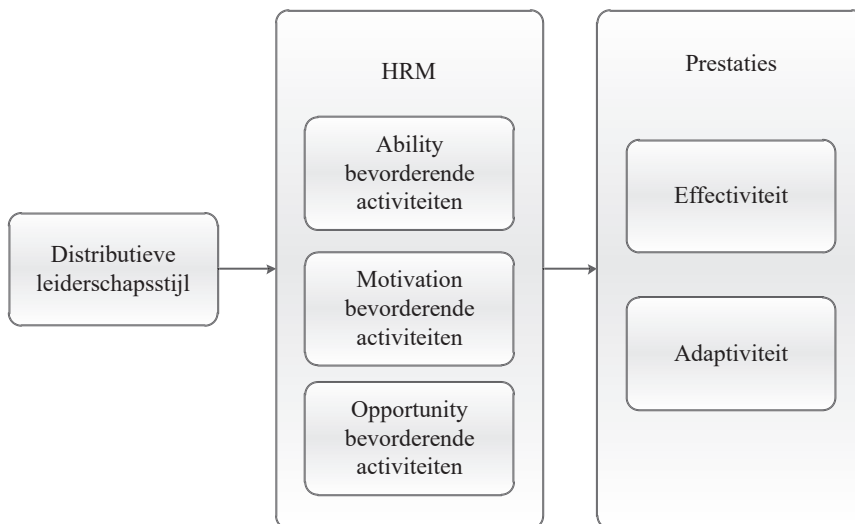 Distributieve
leiderschapsstijl
HRM
Ability
bevorderende
activiteiten
Motivation
bevorderende
activiteiten
Opportunity
bevorderende
activiteiten
Prestaties
Effectiviteit
Adaptiviteit